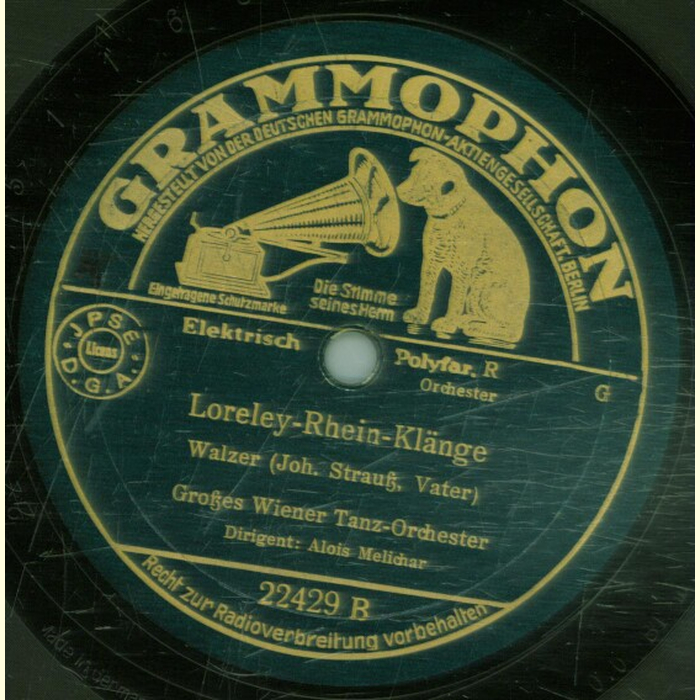 GRAMMOPHON
HERGESTELLT VON DER DEUTSCHEN GRAMMOPHON-AKTIENGESELLSCHAFT. BERLIN
Eingetragene Schutzmarke
Die Stimme
seines Herrn
JPSE
Licens
D.G.A.
Elektrisch
Polyfar. R
Orchester
G
Loreley-Rhein-Klänge
Walzer (Joh. Strauß, Vater)
Großes Wiener Tanz-Orchester
Dirigent: Alois Melichar
22429 B
Recht zur Radioverbreitung vorbehalten